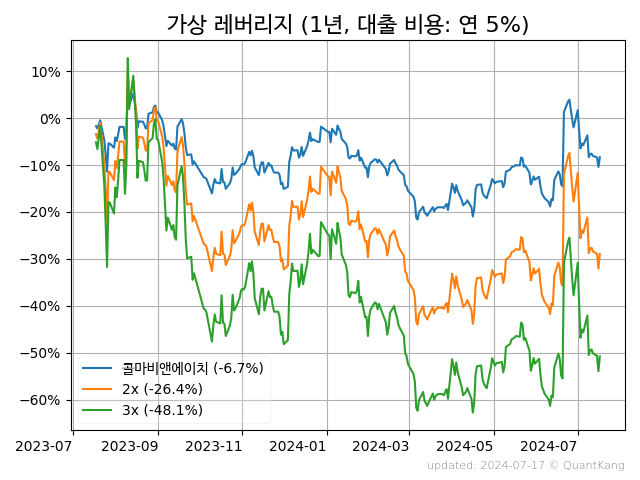 가상 레버리지 (1년, 대출 비용: 연 5%)
10%
0%
−10%
−20%
−30%
−40%
−50%
−60%
콜마비앤에이치 (-6.7%)
2x (-26.4%)
3x (-48.1%)
2023-07 2023-09 2023-11 2024-01 2024-03 2024-05 2024-07
updated: 2024-07-17 © QuantKang